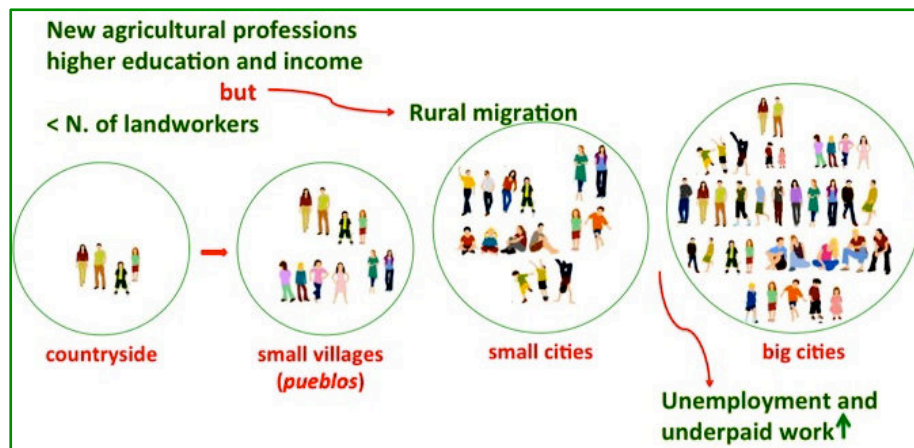 New agricultural professions
higher education and income
but
< N. of landworkers
Rural migration
countryside
small villages
(pueblos)
small cities
big cities
Unemployment and
underpaid work↑